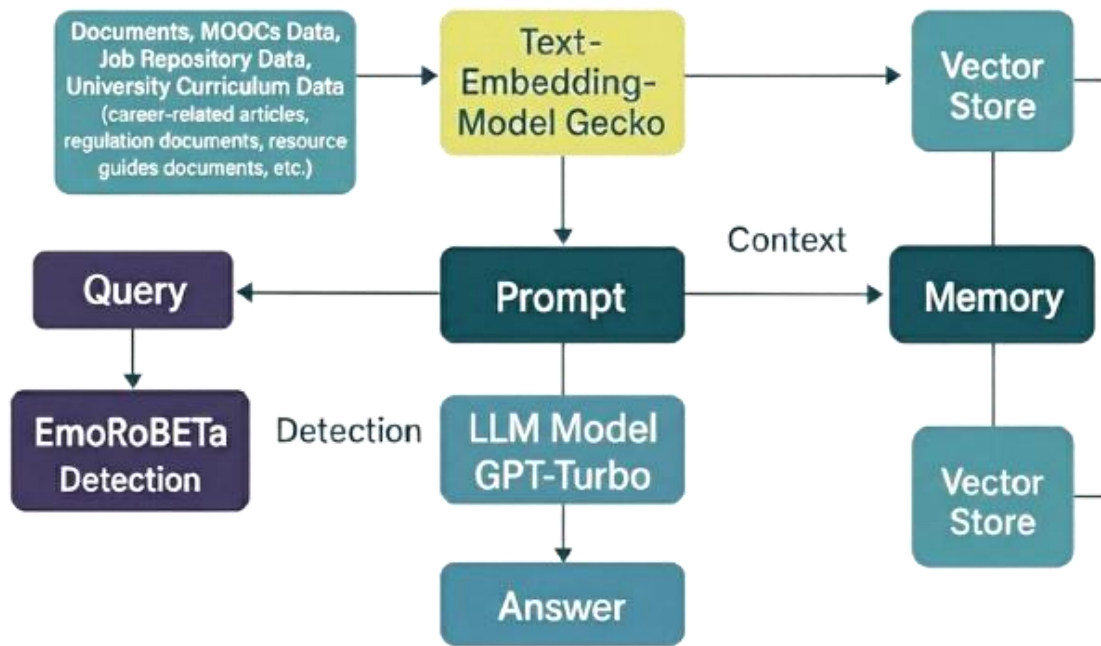 Documents, MOOCs Data,
Job Repository Data,
University Curriculum Data
(career-related articles,
regulation documents, resource
guides documents, etc.)
Text-
Embedding-
Model Gecko
Vector
Store
Query
Prompt
Context
Memory
EmoRoBETa
Detection
Detection
LLM Model
GPT-Turbo
Vector
Store
Answer